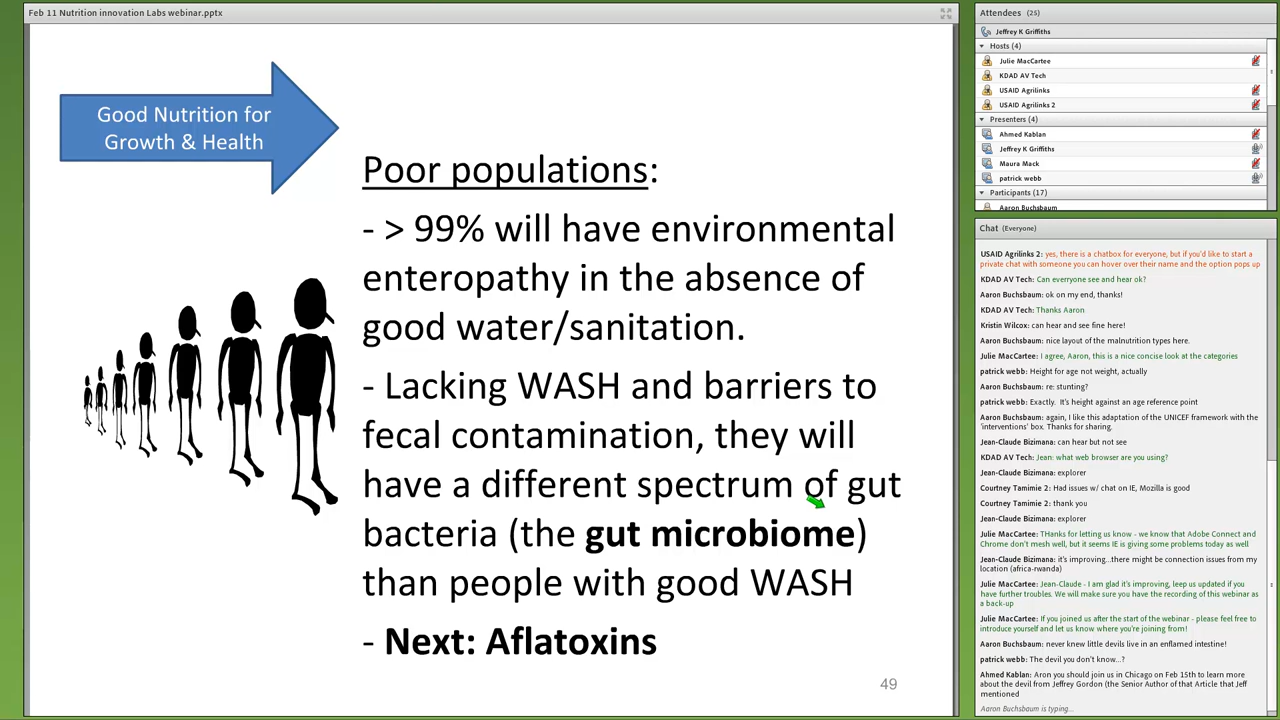 Feb 11 Nutrition innovation Labs webinar.pptx
Good Nutrition for
Growth & Health
Poor populations:
- > 99% will have environmental
enteropathy in the absence of
good water/sanitation.
- Lacking WASH and barriers to
fecal contamination, they will
have a different spectrum of gut
bacteria (the gut microbiome)
than people with good WASH
- Next: Aflatoxins
49
Attendees (25)
Jeffrey K Griffiths
Hosts (4)
Julie MacCartee
KDAD AV Tech
USAID Agrilinks
USAID Agrilinks 2
Presenters (4)
Ahmed Kablan
Jeffrey K Griffiths
Maura Mack
patrick webb
Participants (17)
Aaron Buchsbaum
Chat (Everyone)
USAID Agrilinks 2: yes, there is a chatbox for everyone, but if you'd like to start a
private chat with someone you can hover over their name and the option pops up
KDAD AV Tech: Can everyone see and hear ok?
Aaron Buchsbaum: ok on my end, thanks!
KDAD AV Tech: Thanks Aaron
Kristin Wilcox: can hear and see fine here!
Aaron Buchsbaum: nice layout of the malnutrition types here.
Julie MacCartee: I agree, Aaron, this is a nice concise look at the categories
patrick webb: Height for age not weight, actually
Aaron Buchsbaum: re: stunting?
patrick webb: Exactly. It's height against an age reference point
Aaron Buchsbaum: again, I like this adaptation of the UNICEF framework with the
'interventions' box. Thanks for sharing.
Jean-Claude Bizimana: can hear but not see
KDAD AV Tech: Jean: what web browser are you using?
Jean-Claude Bizimana: explorer
Courtney Tamimie 2: Had issues w/ chat on IE, Mozilla is good
Courtney Tamimie 2: thank you
Jean-Claude Bizimana: explorer
Julie MacCartee: THanks for letting us know - we know that Adobe Connect and
Chrome don't mesh well, but it seems IE is giving some problems today as well
Jean-Claude Bizimana: it's improving...there might be connection issues from my
location (africa-rwanda)
Julie MacCartee: Jean-Claude - I am glad it's improving, leep us updated if you
have further troubles. We will make sure you have the recording of this webinar as
a back-up
Julie MacCartee: If you joined us after the start of the webinar - please feel free to
introduce yourself and let us know where you're joining from!
Aaron Buchsbaum: never knew little devils live in an enflamed intestine!
patrick webb: The devil you don't know...?
Ahmed Kablan: Aron you should join us in Chicago on Feb 15th to learn more
about the devil from Jeffrey Gordon (the Senior Author of that Article that Jeff
mentioned
Aaron Buchsbaum is typing...